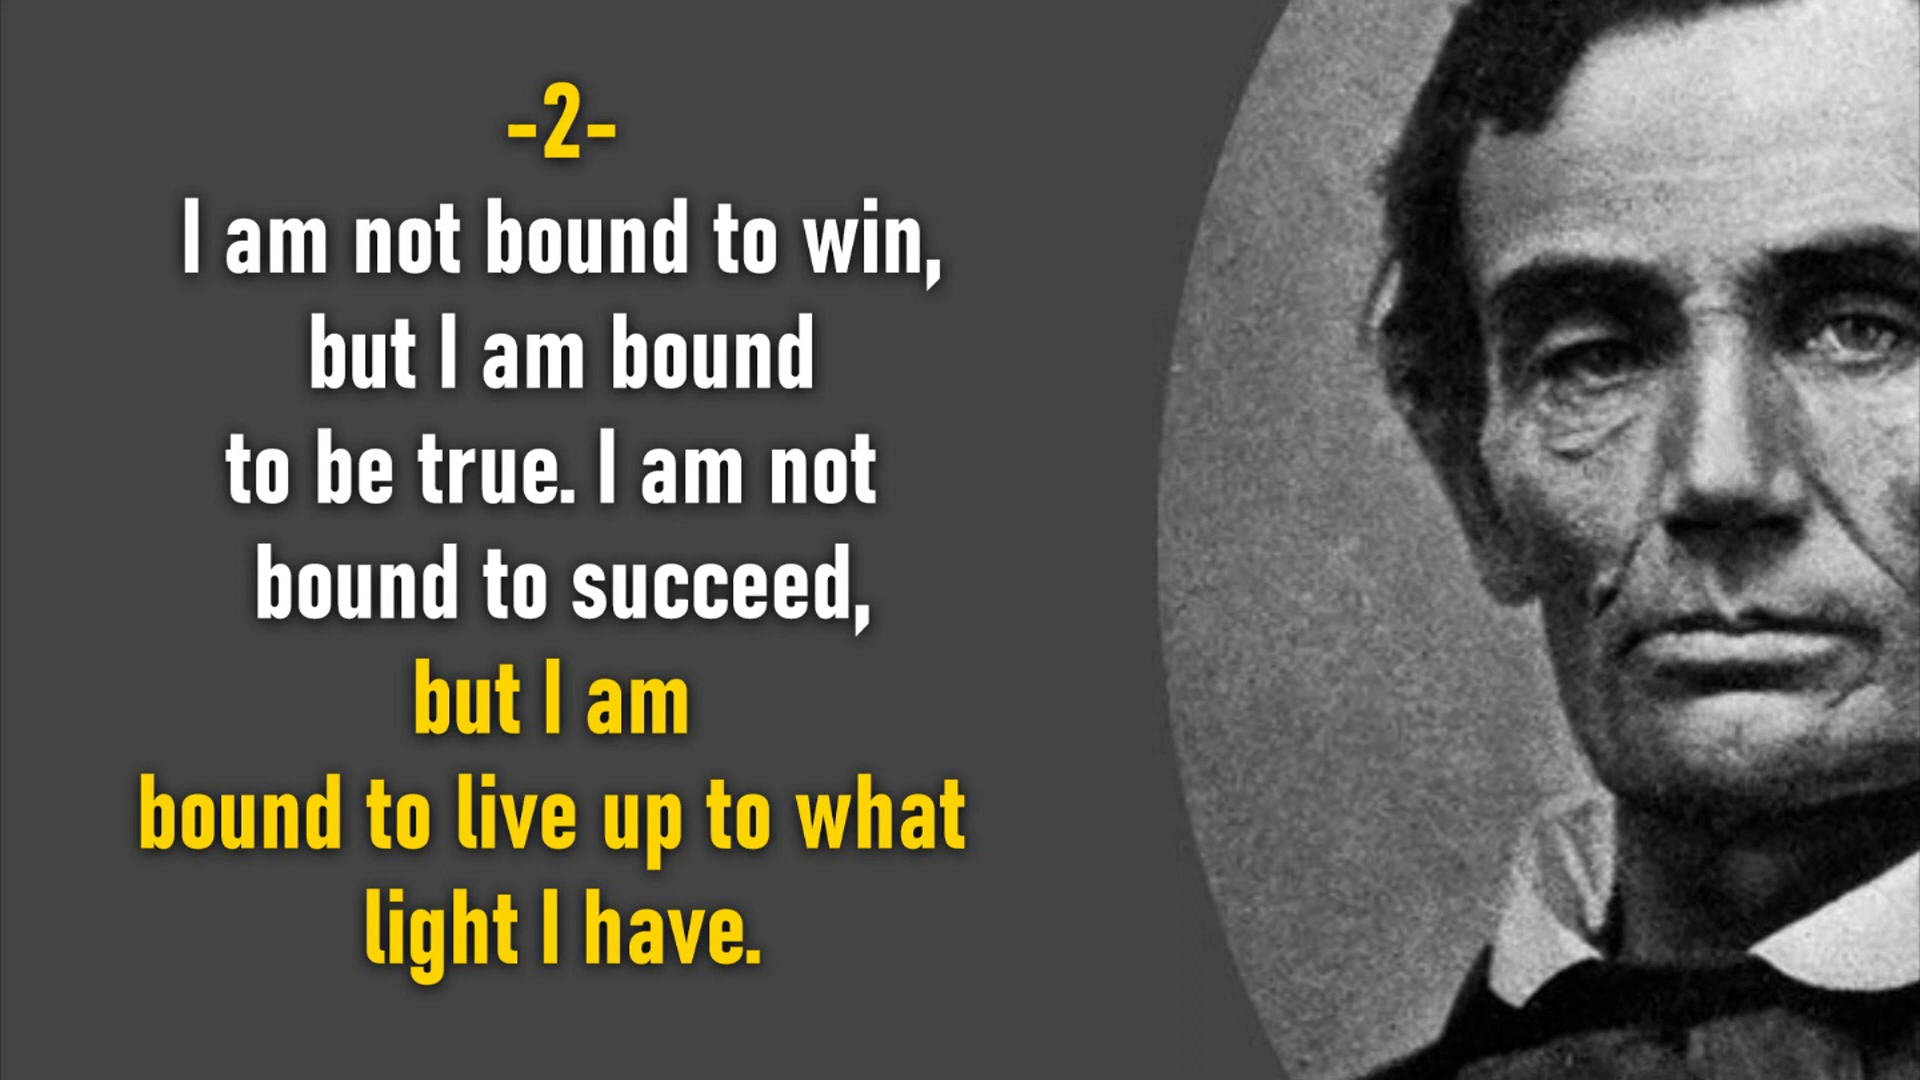 -2-
I am not bound to win,
but I am bound
to be true. I am not
bound to succeed,
but I am
bound to live up to what
light I have.